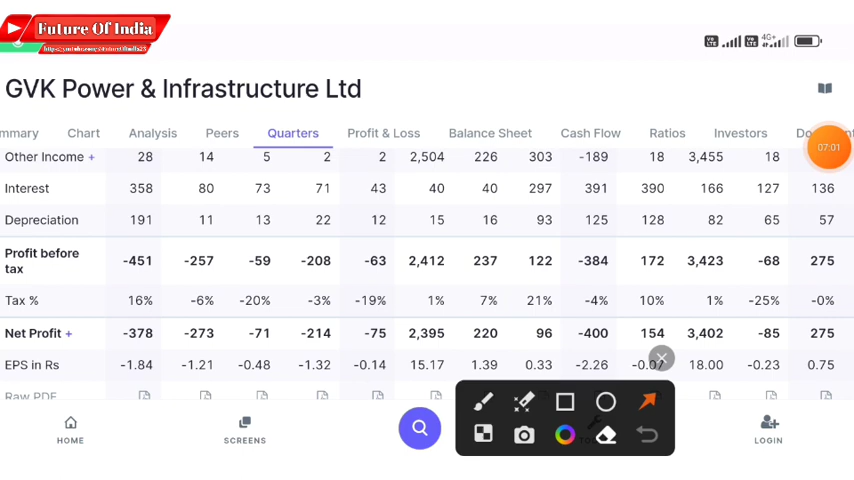 Future Of India
VoLTE VoLTE 4G+
GVK Power & Infrastructure Ltd
mmary Chart Analysis Peers Quarters Profit & Loss Balance Sheet Cash Flow Ratios Investors Do nt
07:01
Other Income + 28 14 5 2 2 2,504 226 303 -189 18 3,455 18
Interest 358 80 73 71 43 40 40 297 391 390 166 127 136
Depreciation 191 11 13 22 12 15 16 93 125 128 82 65 57
Profit before
tax -451 -257 -59 -208 -63 2,412 237 122 -384 172 3,423 -68 275
Tax % 16% -6% -20% -3% -19% 1% 7% 21% -4% 10% 1% -25% -0%
Net Profit + -378 -273 -71 -214 -75 2,395 220 96 -400 154 3,402 -85 275
EPS in Rs -1.84 -1.21 -0.48 -1.32 -0.14 15.17 1.39 0.33 -2.26 -0.07 18.00 -0.23 0.75
Raw PDF
HOME SCREENS LOGIN